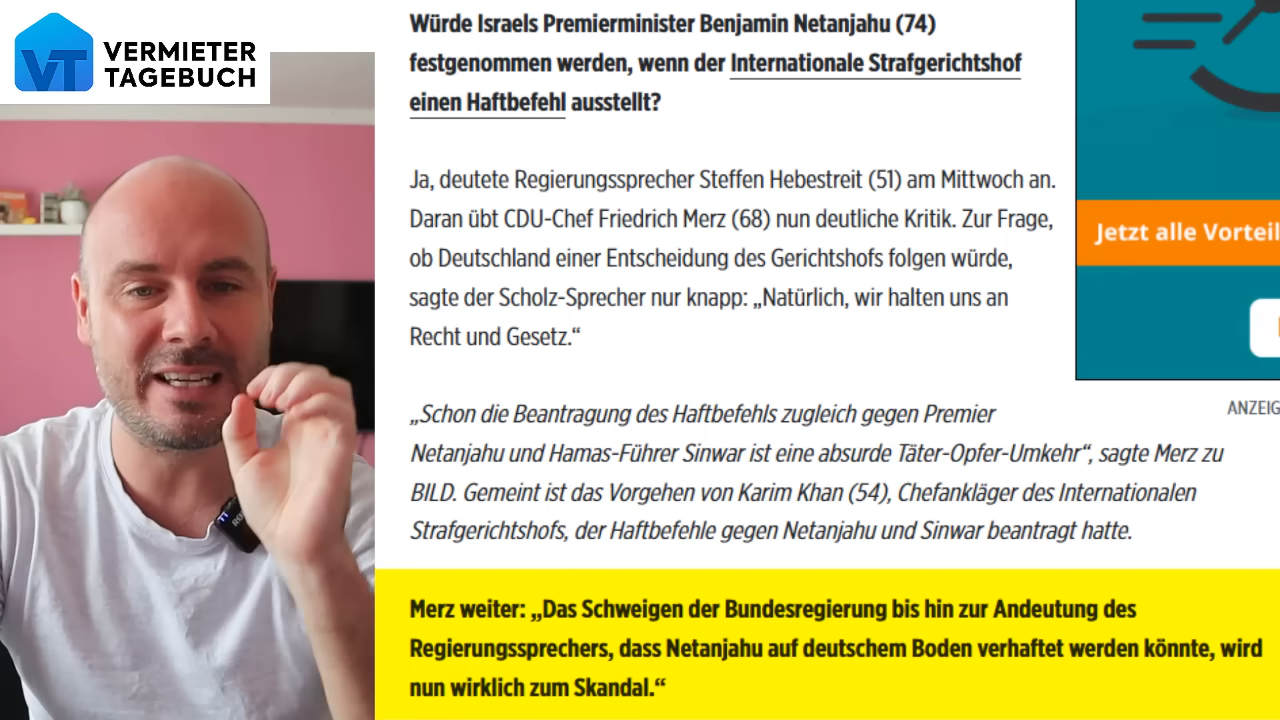 VT VERMIETER
TAGEBUCH
Würde Israels Premierminister Benjamin Netanjahu (74)
festgenommen werden, wenn der Internationale Strafgerichtshof
einen Haftbefehl ausstellt?
Ja, deutete Regierungssprecher Steffen Hebestreit (51) am Mittwoch an.
Daran übt CDU-Chef Friedrich Merz (68) nun deutliche Kritik. Zur Frage,
ob Deutschland einer Entscheidung des Gerichtshofs folgen würde,
sagte der Scholz-Sprecher nur knapp: „Natürlich, wir halten uns an
Recht und Gesetz.“
„Schon die Beantragung des Haftbefehls zugleich gegen Premier
Netanjahu und Hamas-Führer Sinwar ist eine absurde Täter-Opfer-Umkehr“, sagte Merz zu
BILD. Gemeint ist das Vorgehen von Karim Khan (54), Chefankläger des Internationalen
Strafgerichtshofs, der Haftbefehle gegen Netanjahu und Sinwar beantragt hatte.
Merz weiter: „Das Schweigen der Bundesregierung bis hin zur Andeutung des
Regierungssprechers, dass Netanjahu auf deutschem Boden verhaftet werden könnte, wird
nun wirklich zum Skandal.“
Jetzt alle Vorteil
ANZEIG